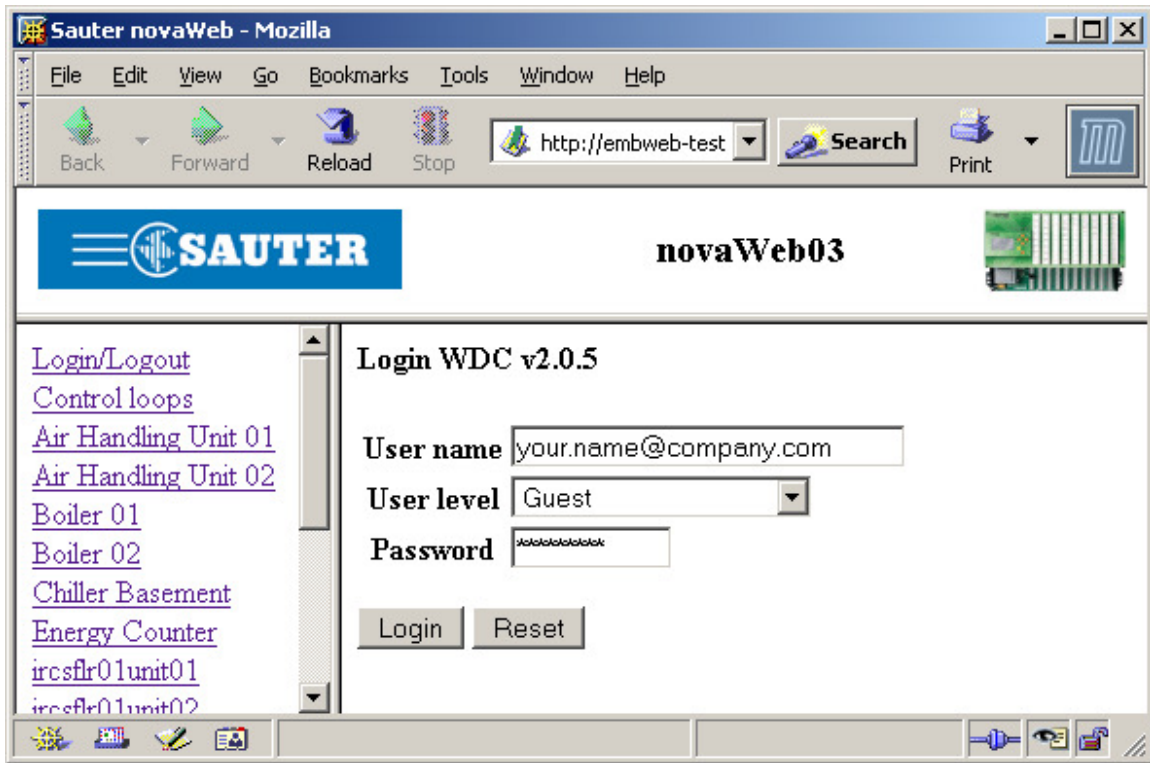 Sauter novaWeb - Mozilla
File Edit View Go Bookmarks Tools Window Help
Back Forward Reload Stop http://embweb-test Search Print
SAUTER novaWeb03
Login/Logout
Control loops
Air Handling Unit 01
Air Handling Unit 02
Boiler 01
Boiler 02
Chiller Basement
Energy Counter
ircsflr01unit01
ircsflr01unit02
Login WDC v2.0.5
User name your.name@company.com
User level Guest
Password **********
Login Reset